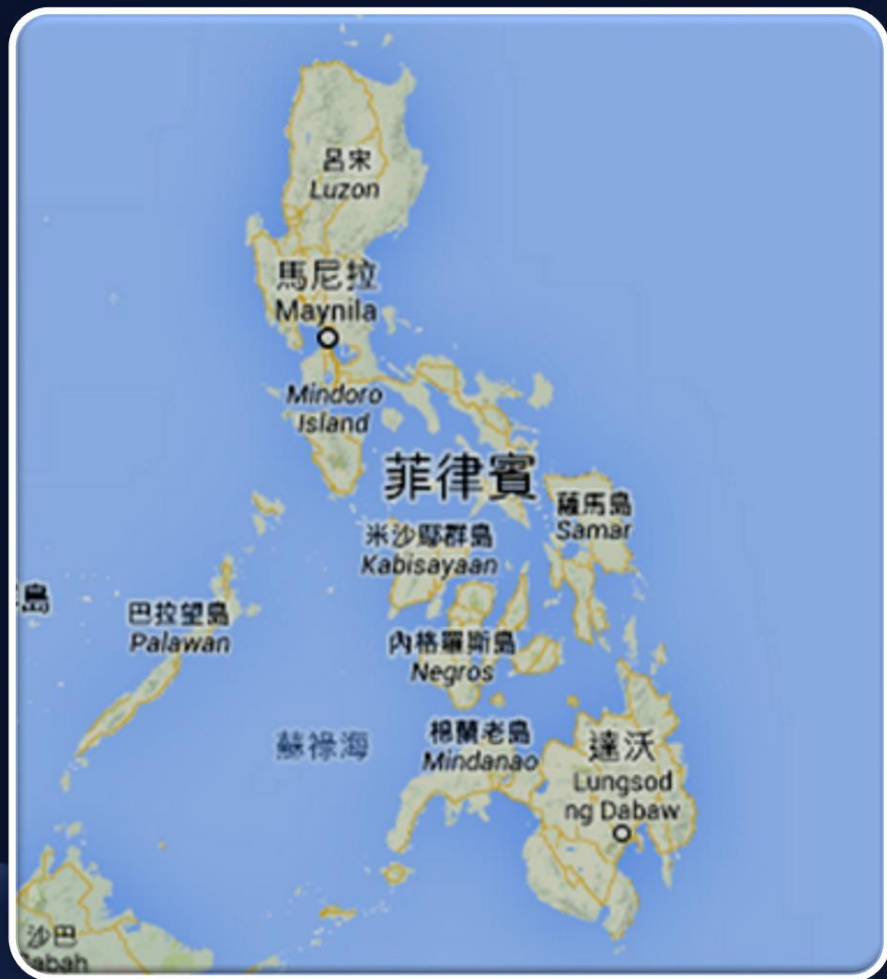 呂宋
Luzon
馬尼拉
Maynila
Mindoro
Island
菲律賓
薩馬島
Samar
米沙鄢群島
Kabisayaan
島
巴拉望島
Palawan
內格羅斯島
Negros
棉蘭老島
Mindanao
蘇祿海
達沃
Lungsod
ng Dabaw
沙巴
abah